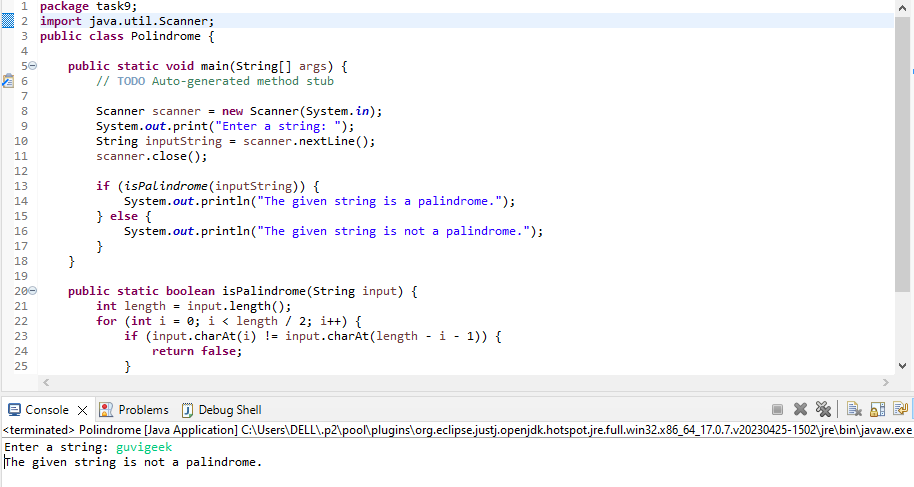 1 package task9;
2 import java.util.Scanner;
3 public class Polindrome {
4
5 public static void main(String[] args) {
6 // TODO Auto-generated method stub
7
8 Scanner scanner = new Scanner(System.in);
9 System.out.print("Enter a string: ");
10 String inputString = scanner.nextLine();
11 scanner.close();
12
13 if (isPalindrome(inputString)) {
14 System.out.println("The given string is a palindrome.");
15 } else {
16 System.out.println("The given string is not a palindrome.");
17 }
18 }
19
20 public static boolean isPalindrome(String input) {
21 int length = input.length();
22 for (int i = 0; i < length / 2; i++) {
23 if (input.charAt(i) != input.charAt(length - i - 1)) {
24 return false;
25 }
Console Problems Debug Shell
<terminated> Polindrome [Java Application] C:\Users\DELL\.p2\pool\plugins\org.eclipse.justj.openjdk.hotspot.jre.full.win32.x86_64_17.0.7.v20230425-1502\jre\bin\javaw.exe
Enter a string: guvigeek
The given string is not a palindrome.